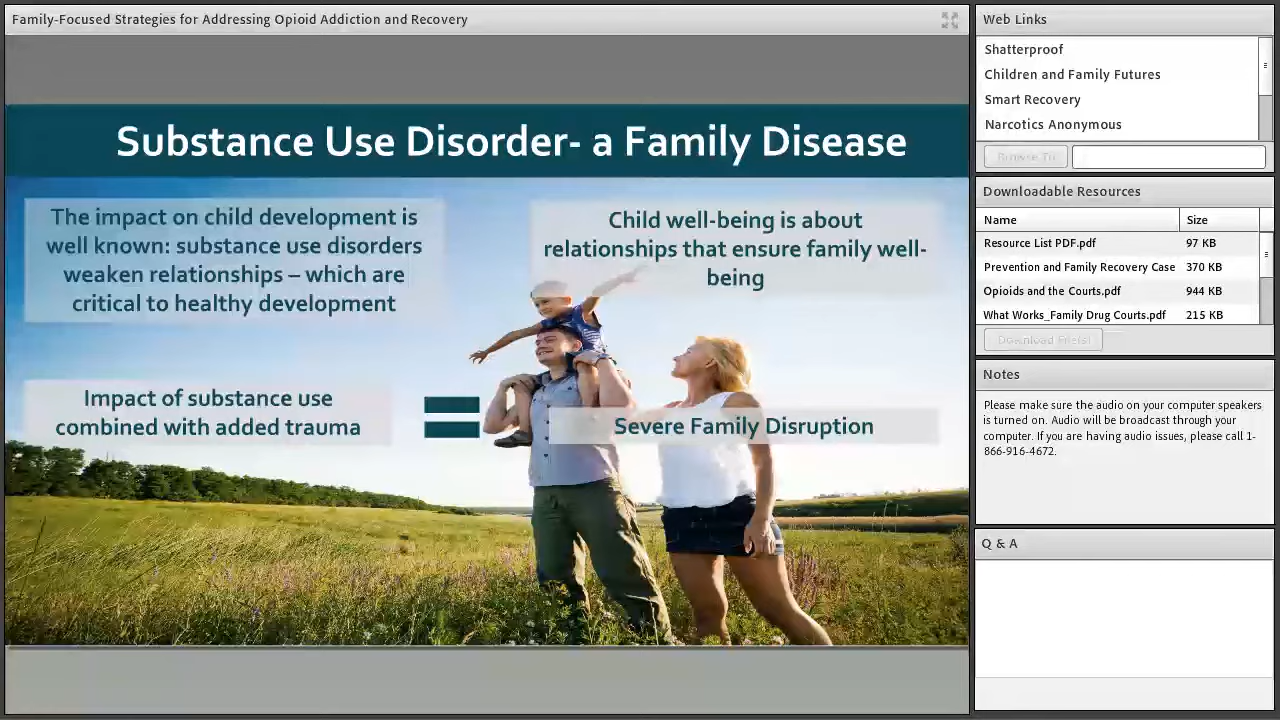 Family-Focused Strategies for Addressing Opioid Addiction and Recovery
Substance Use Disorder- a Family Disease
The impact on child development is
well known: substance use disorders
weaken relationships – which are
critical to healthy development
Child well-being is about
relationships that ensure family well-
being
Impact of substance use
combined with added trauma
=
Severe Family Disruption
Web Links
Shatterproof
Children and Family Futures
Smart Recovery
Narcotics Anonymous
Browse To
Downloadable Resources
Name Size
Resource List PDF.pdf 97 KB
Prevention and Family Recovery Case 370 KB
Opioids and the Courts.pdf 944 KB
What Works_Family Drug Courts.pdf 215 KB
Download File(s)
Notes
Please make sure the audio on your computer speakers
is turned on. Audio will be broadcast through your
computer. If you are having audio issues, please call 1-
866-916-4672.
Q & A